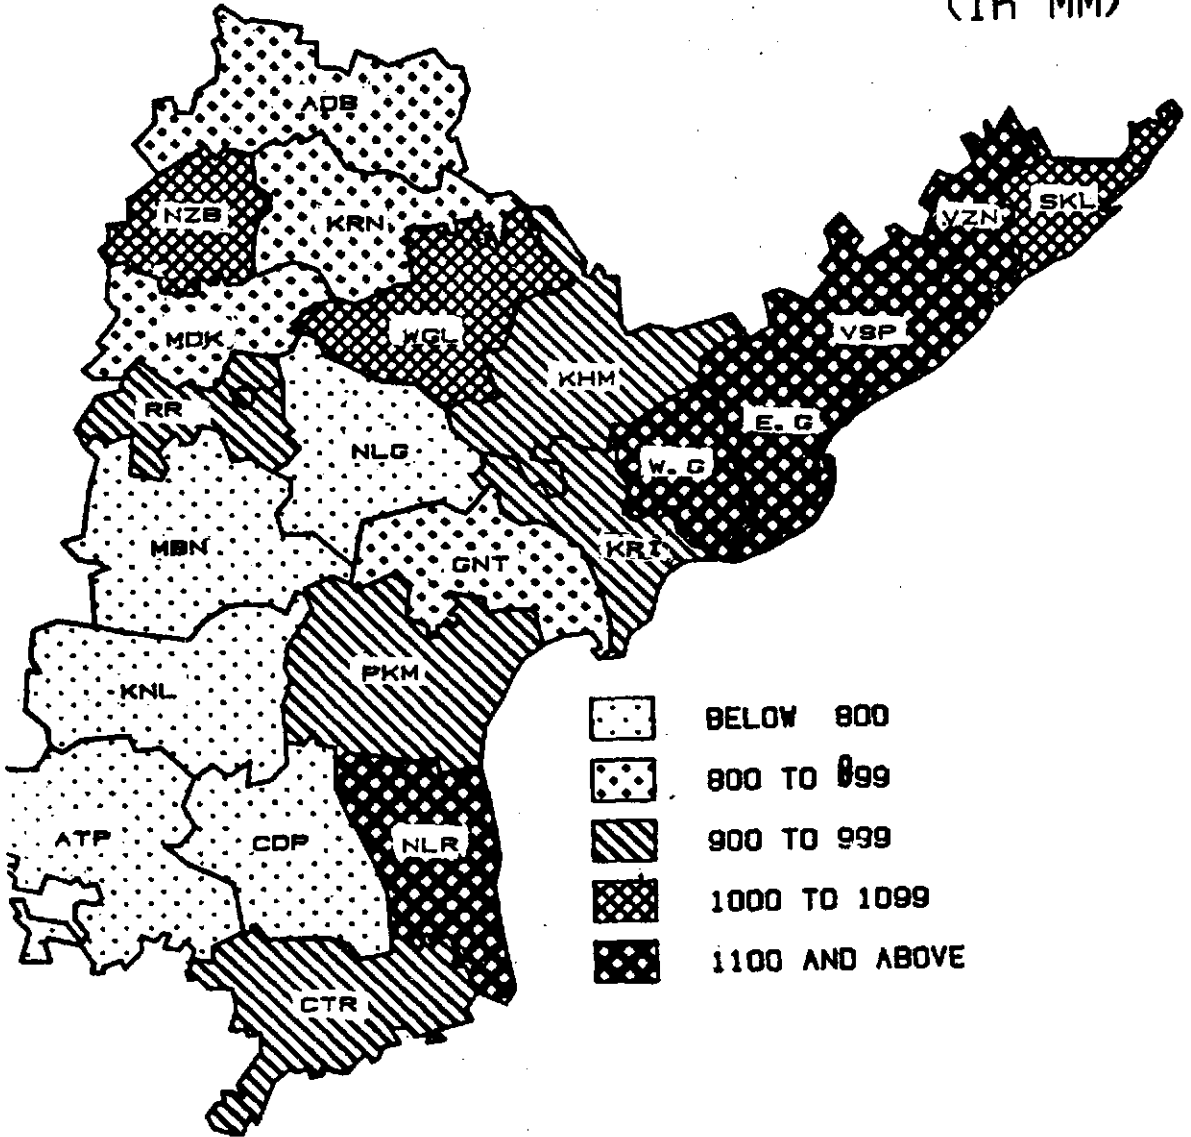 (IN MM)
ADB
NZB
KRN
SKL
VZN
MDK
WGL
VSP
KHM
RR
E.G
NLG
W.G
MBN
KRI
GNT
PKM
KNL
ATP
CDP
NLR
CTR
BELOW 800
800 TO 899
900 TO 999
1000 TO 1099
1100 AND ABOVE